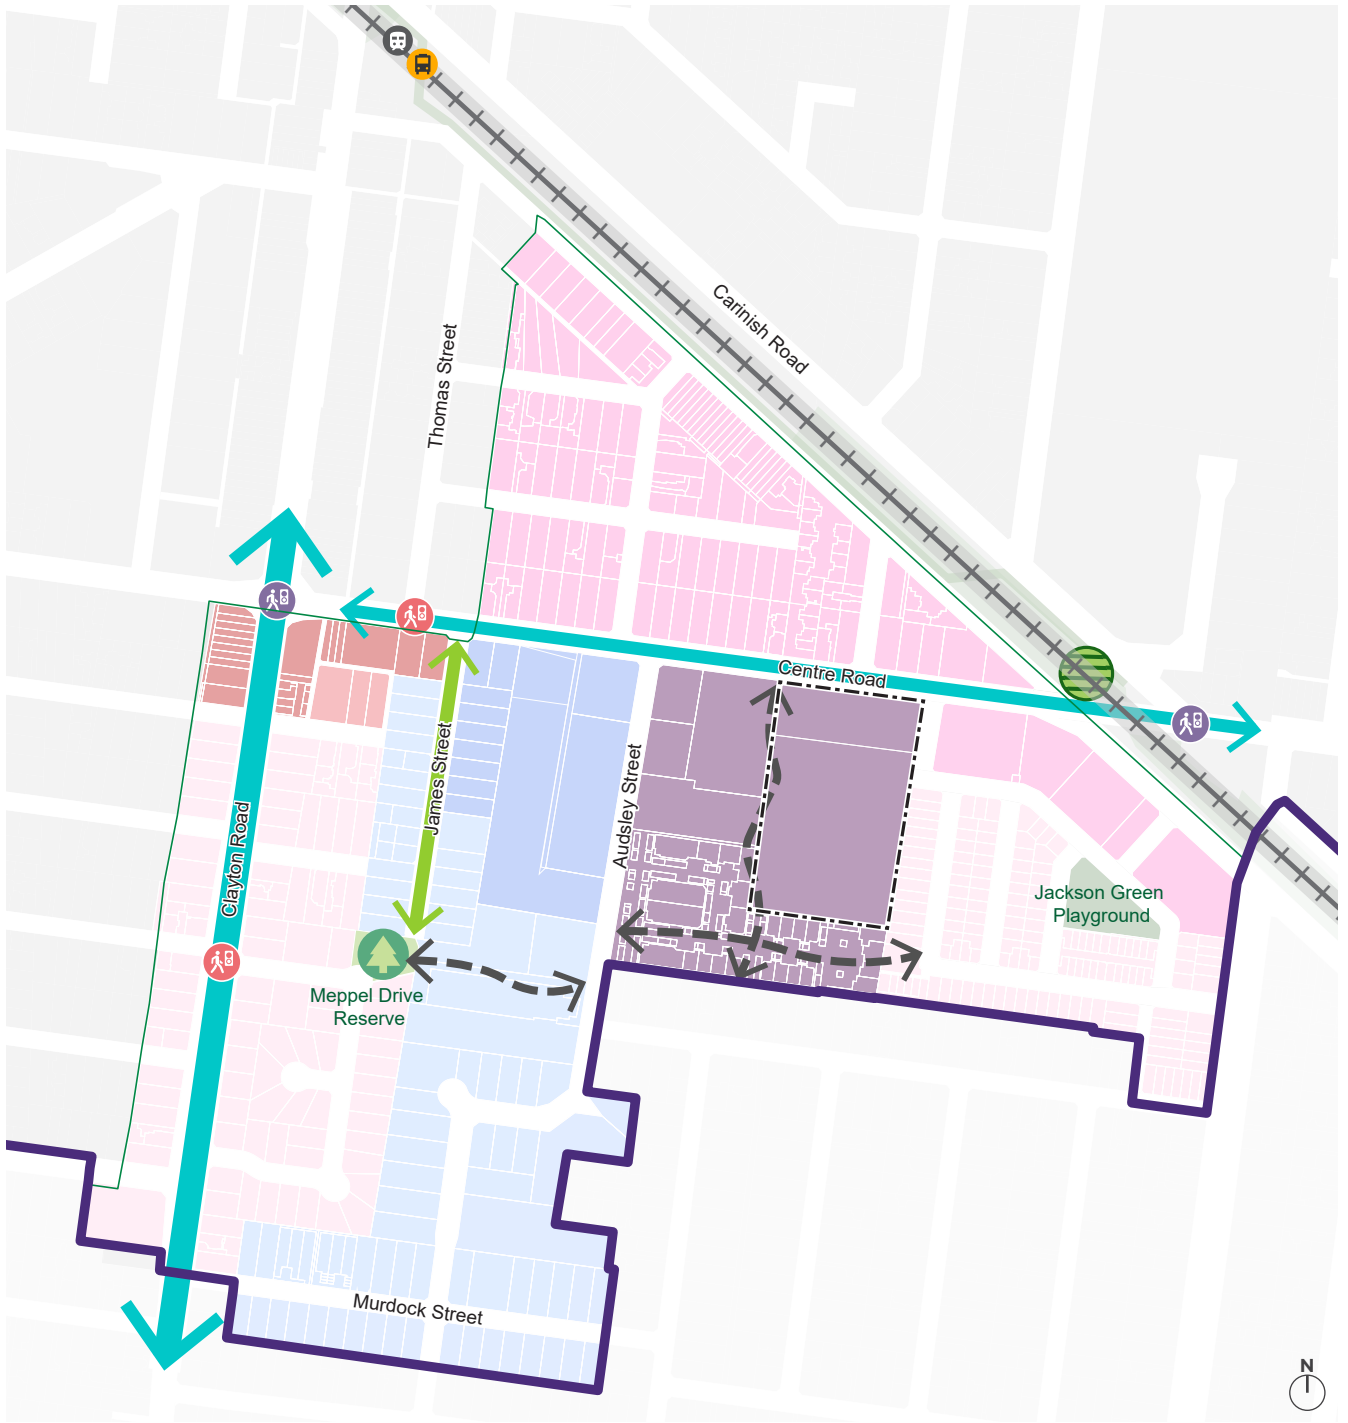 Carinish Road
Thomas Street
Centre Road
James Street
Audsley Street
Clayton Road
Jackson Green
Playground
Meppel Drive
Reserve
Murdock Street
N